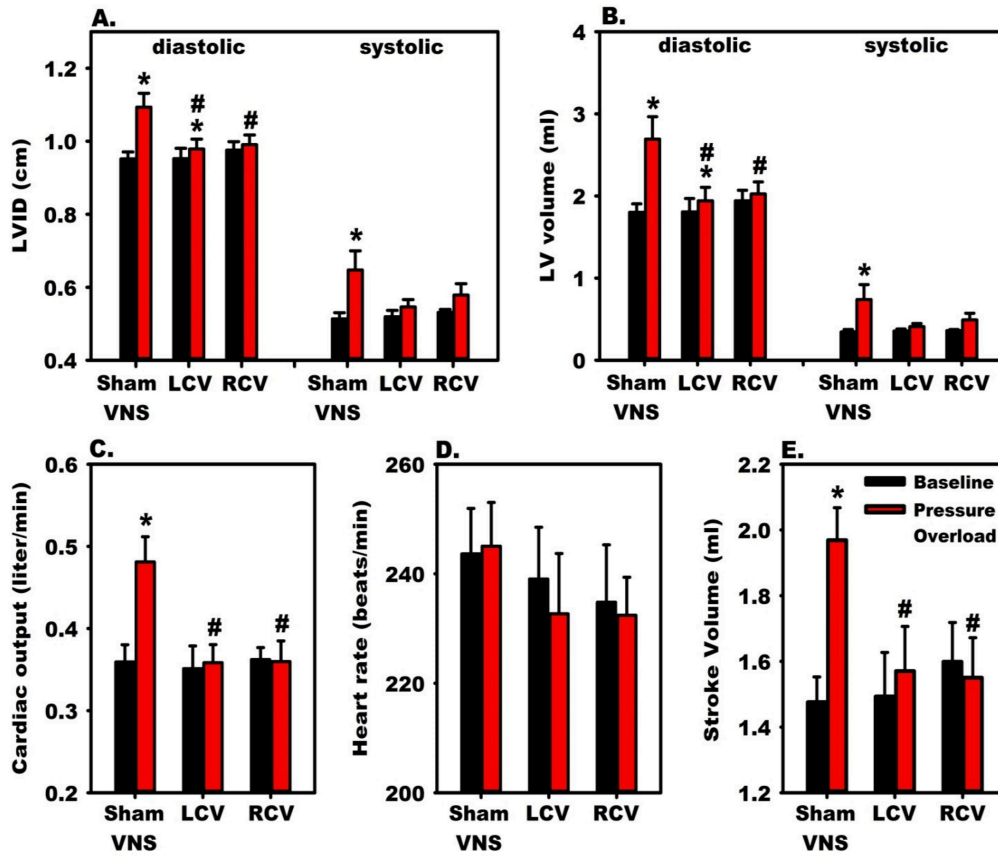 A.
diastolic
systolic
1.2
1.0
0.8
0.6
0.4
LVID (cm)
*
#
*
#
*
Sham LCV RCV
VNS
Sham LCV RCV
VNS
B.
diastolic
systolic
4
3
2
1
0
LV volume (ml)
*
#
*
#
*
Sham LCV RCV
VNS
Sham LCV RCV
VNS
C.
0.6
0.5
0.4
0.3
0.2
Cardiac output (liter/min)
*
#
#
Sham LCV RCV
VNS
D.
260
240
220
200
Heart rate (beats/min)
Sham LCV RCV
VNS
E.
2.2
2.0
1.8
1.6
1.4
1.2
Stroke Volume (ml)
Baseline
Pressure
Overload
*
#
#
Sham LCV RCV
VNS